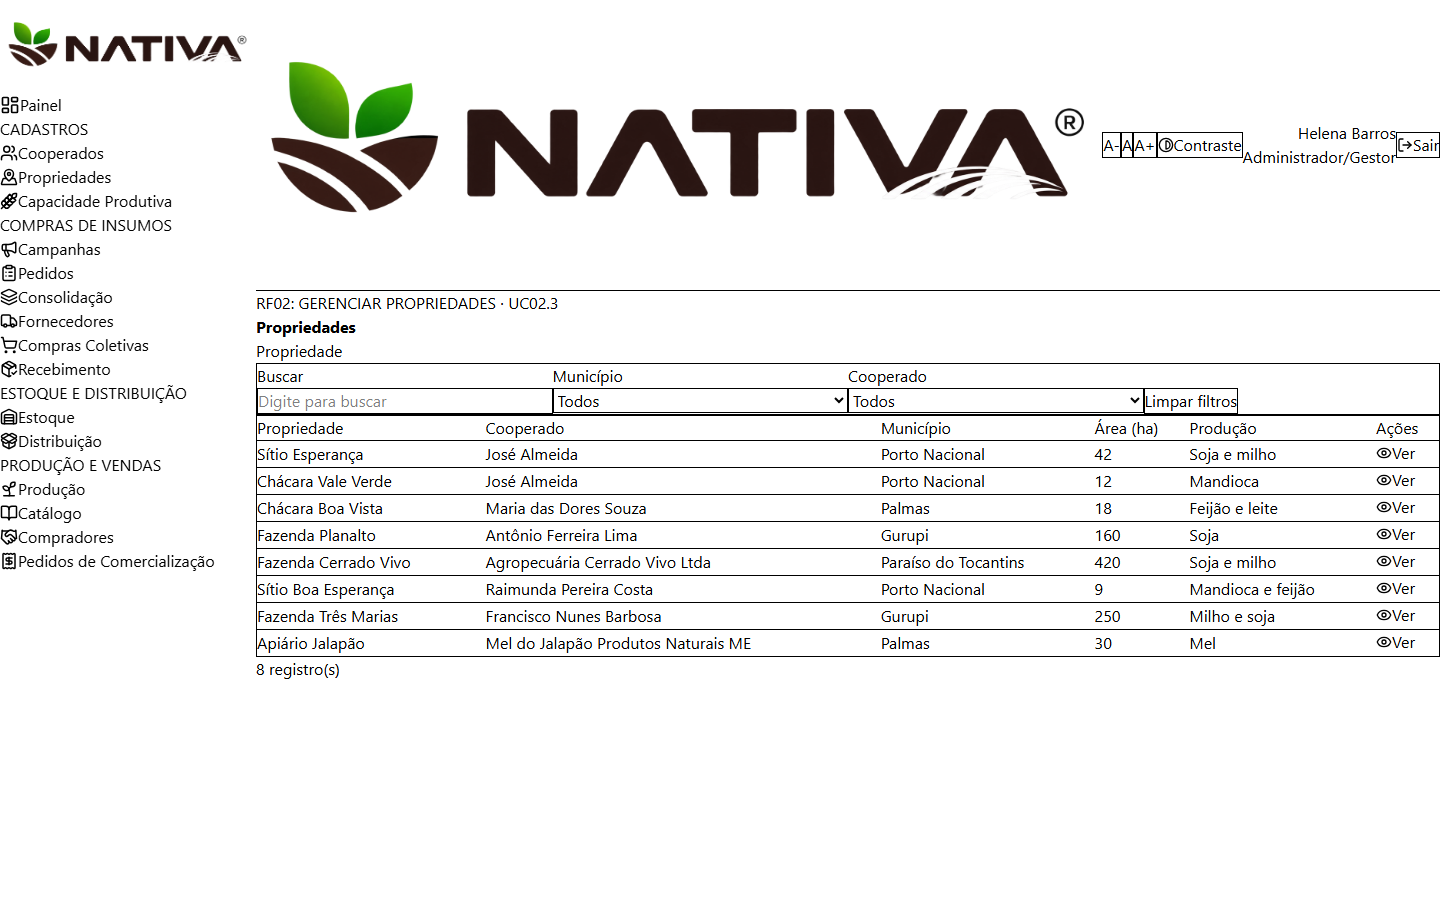 NATIVA®
Painel
CADASTROS
Cooperados
Propriedades
Capacidade Produtiva
COMPRAS DE INSUMOS
Campanhas
Pedidos
Consolidação
Fornecedores
Compras Coletivas
Recebimento
ESTOQUE E DISTRIBUIÇÃO
Estoque
Distribuição
PRODUÇÃO E VENDAS
Produção
Catálogo
Compradores
Pedidos de Comercialização
NATIVA®
A- A A+ Contraste
Helena Barros
Administrador/Gestor
Sair
RF02: GERENCIAR PROPRIEDADES · UC02.3
Propriedades
Propriedade
Buscar Município Cooperado
Digite para buscar Todos Todos Limpar filtros
Propriedade Cooperado Município Área (ha) Produção Ações
Sítio Esperança José Almeida Porto Nacional 42 Soja e milho Ver
Chácara Vale Verde José Almeida Porto Nacional 12 Mandioca Ver
Chácara Boa Vista Maria das Dores Souza Palmas 18 Feijão e leite Ver
Fazenda Planalto Antônio Ferreira Lima Gurupi 160 Soja Ver
Fazenda Cerrado Vivo Agropecuária Cerrado Vivo Ltda Paraíso do Tocantins 420 Soja e milho Ver
Sítio Boa Esperança Raimunda Pereira Costa Porto Nacional 9 Mandioca e feijão Ver
Fazenda Três Marias Francisco Nunes Barbosa Gurupi 250 Milho e soja Ver
Apiário Jalapão Mel do Jalapão Produtos Naturais ME Palmas 30 Mel Ver
8 registro(s)